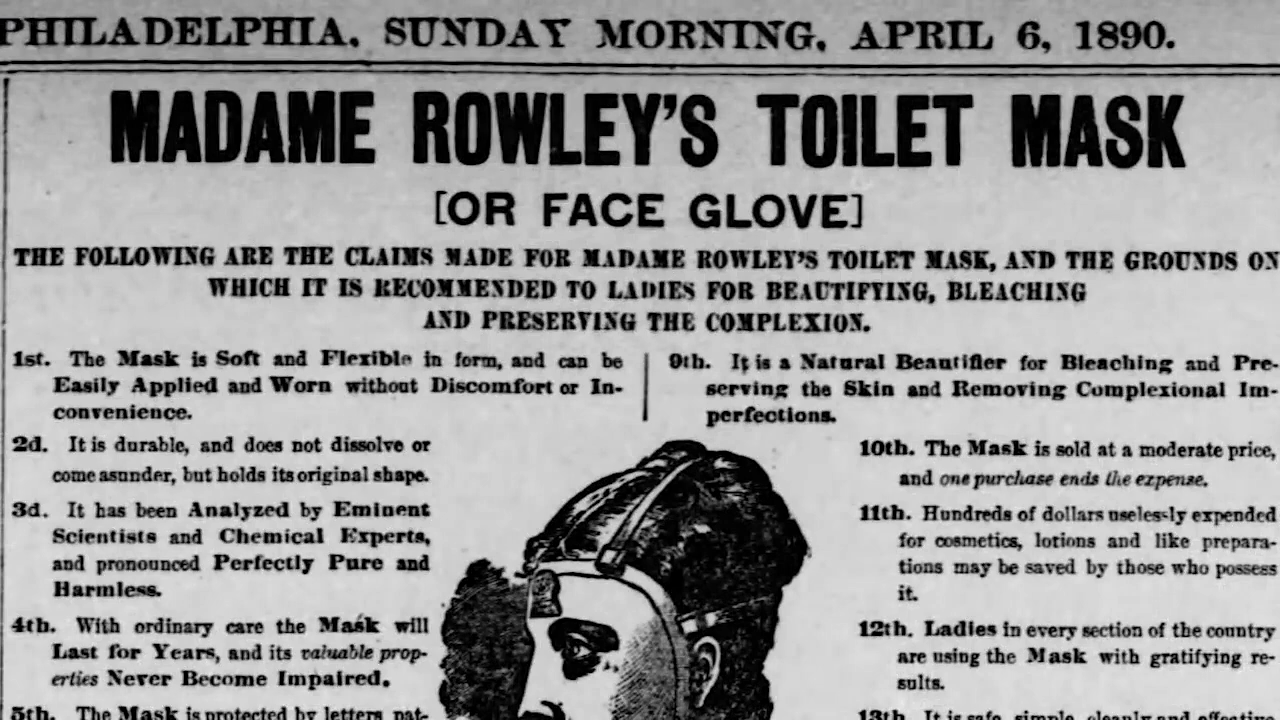 PHILADELPHIA, SUNDAY MORNING, APRIL 6, 1890.
MADAME ROWLEY'S TOILET MASK
[OR FACE GLOVE]
THE FOLLOWING ARE THE CLAIMS MADE FOR MADAME ROWLEY'S TOILET MASK, AND THE GROUNDS ON
WHICH IT IS RECOMMENDED TO LADIES FOR BEAUTIFYING, BLEACHING
AND PRESERVING THE COMPLEXION.
1st. The Mask is Soft and Flexible in form, and can be
Easily Applied and Worn without Discomfort or In-
convenience.
2d. It is durable, and does not dissolve or
come asunder, but holds its original shape.
3d. It has been Analyzed by Eminent
Scientists and Chemical Experts,
and pronounced Perfectly Pure and
Harmless.
4th. With ordinary care the Mask will
Last for Years, and its valuable prop-
erties Never Become Impaired.
5th. The Mask is protected by letters pat-
9th. It is a Natural Beautifier for Bleaching and Pre-
serving the Skin and Removing Complexional Im-
perfections.
10th. The Mask is sold at a moderate price,
and one purchase ends the expense.
11th. Hundreds of dollars uselessly expended
for cosmetics, lotions and like prepara-
tions may be saved by those who possess
it.
12th. Ladies in every section of the country
are using the Mask with gratifying re-
sults.
13th. It is safe, simple, cleanly and effective